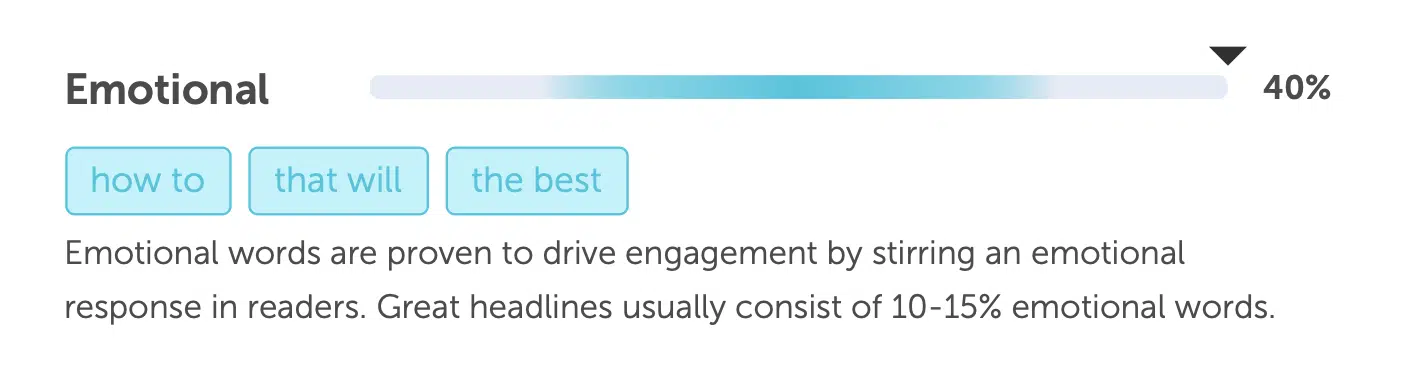 Emotional 40%
how to that will the best
Emotional words are proven to drive engagement by stirring an emotional
response in readers. Great headlines usually consist of 10-15% emotional words.